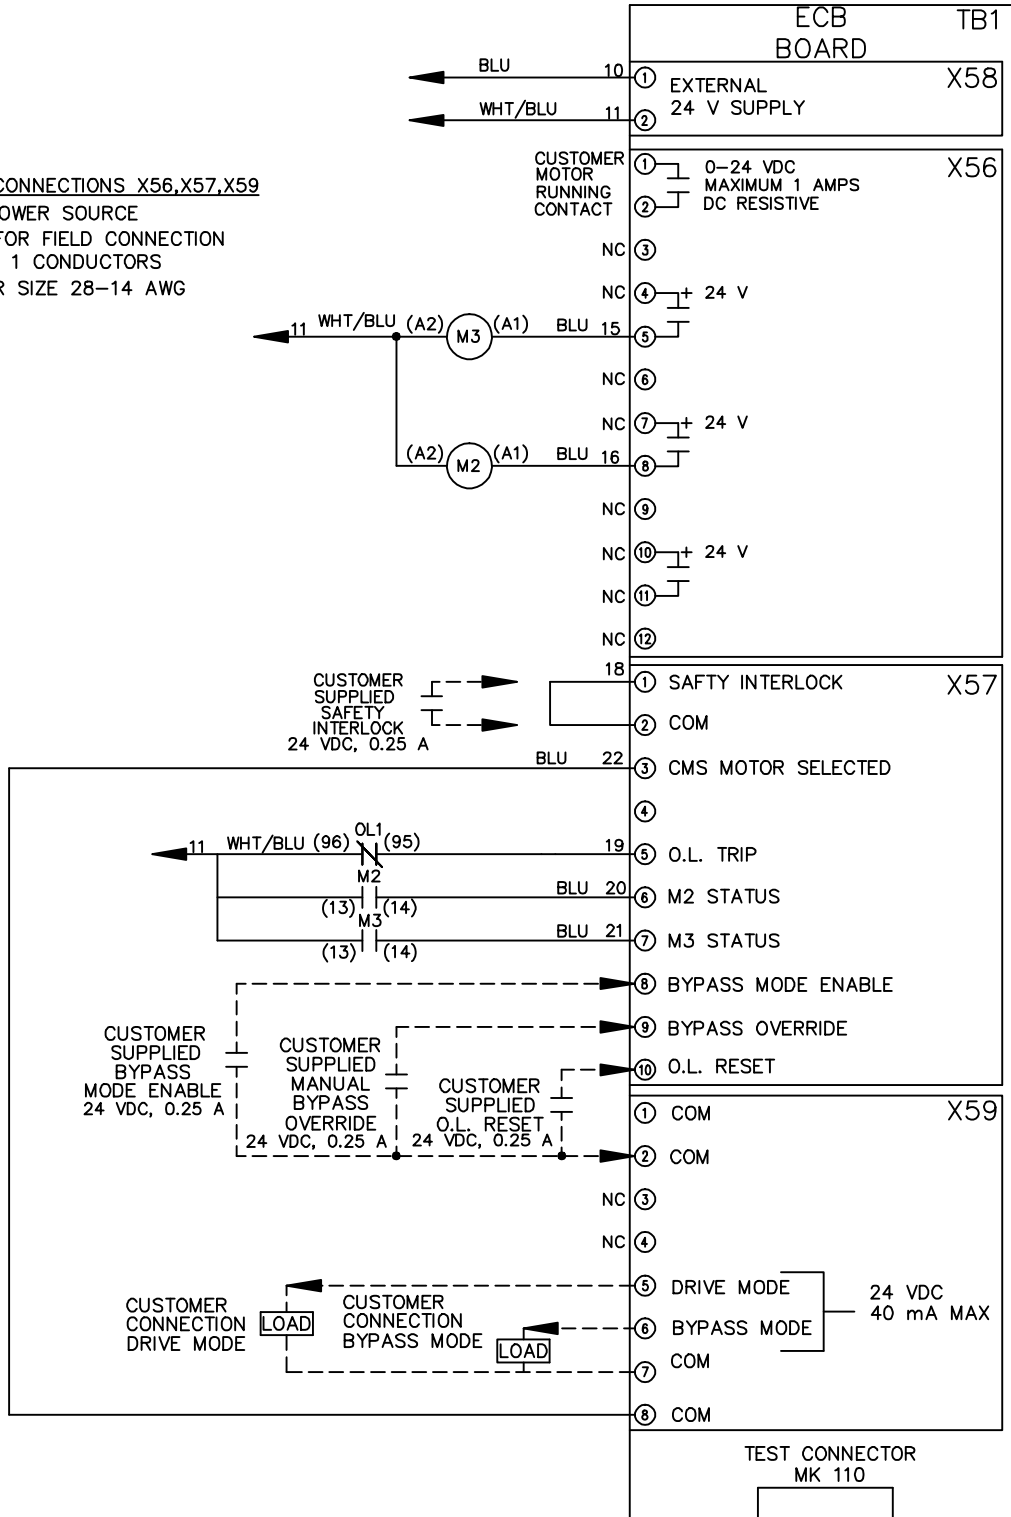 ECB
BOARD
TB1
BLU 10 1 EXTERNAL X58
WHT/BLU 11 2 24 V SUPPLY
CONNECTIONS X56,X57,X59
OWER SOURCE
FOR FIELD CONNECTION
1 CONDUCTORS
R SIZE 28-14 AWG
CUSTOMER
MOTOR
RUNNING
CONTACT
1
2
0-24 VDC
MAXIMUM 1 AMPS
DC RESISTIVE
X56
NC 3
NC 4 + 24 V
11 WHT/BLU (A2) M3 (A1) BLU 15 5
NC 6
NC 7 + 24 V
(A2) M2 (A1) BLU 16 8
NC 9
NC 10 + 24 V
NC 11
NC 12
CUSTOMER
SUPPLIED
SAFETY
INTERLOCK
24 VDC, 0.25 A
18 1 SAFTY INTERLOCK X57
2 COM
BLU 22 3 CMS MOTOR SELECTED
4
11 WHT/BLU (96) OL1 (95) 19 5 O.L. TRIP
M2
(13) (14) BLU 20 6 M2 STATUS
M3
(13) (14) BLU 21 7 M3 STATUS
8 BYPASS MODE ENABLE
9 BYPASS OVERRIDE
10 O.L. RESET
CUSTOMER
SUPPLIED
BYPASS
MODE ENABLE
24 VDC, 0.25 A
CUSTOMER
SUPPLIED
MANUAL
BYPASS
OVERRIDE
24 VDC, 0.25 A
CUSTOMER
SUPPLIED
O.L. RESET
24 VDC, 0.25 A
1 COM X59
2 COM
NC 3
NC 4
5 DRIVE MODE
6 BYPASS MODE
24 VDC
40 mA MAX
7 COM
8 COM
CUSTOMER
CONNECTION
DRIVE MODE
LOAD
CUSTOMER
CONNECTION
BYPASS MODE
LOAD
TEST CONNECTOR
MK 110